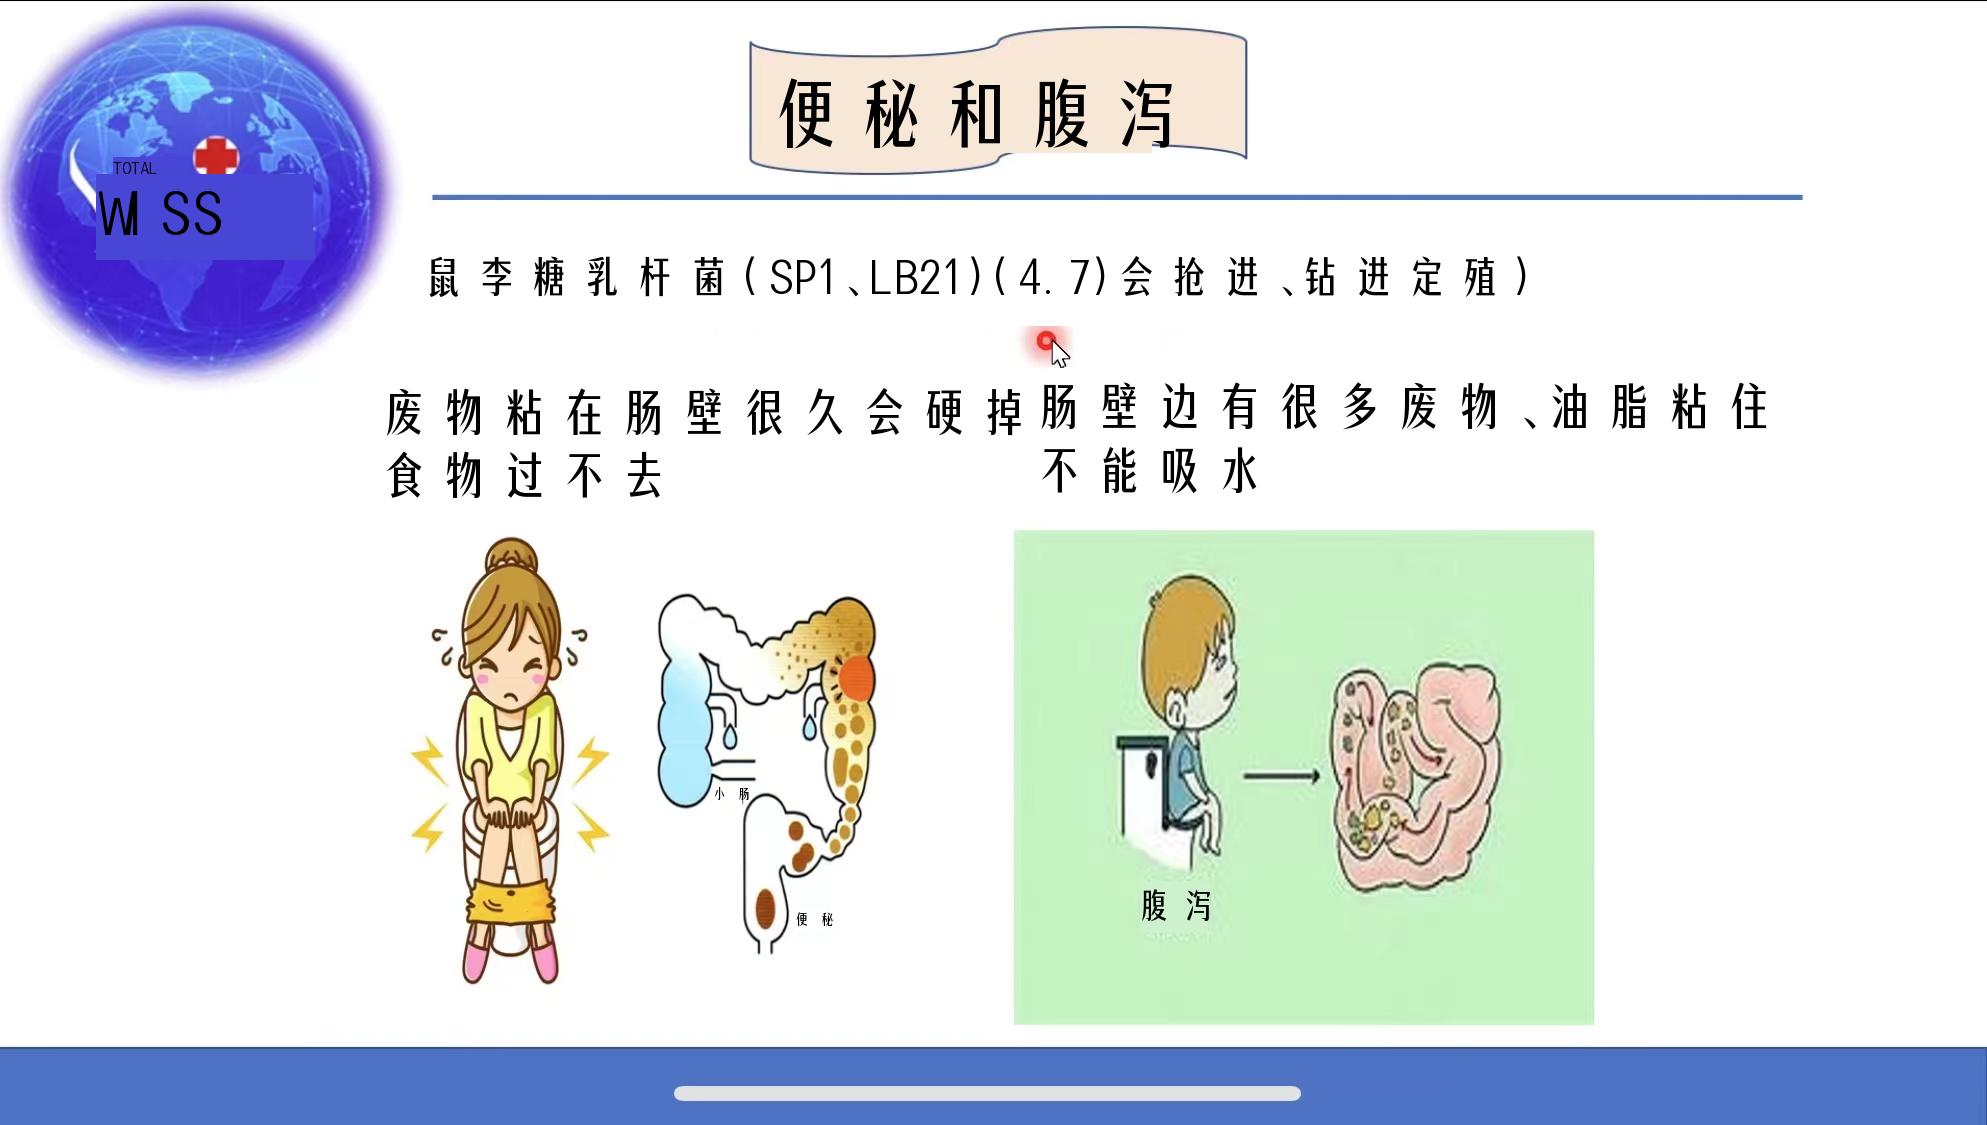 便秘和腹泻
TOTAL
WISS
鼠李糖乳杆菌(SP1、LB21)(4.7)会抢进、钻进定殖)
废物粘在肠壁很久会硬掉
食物过不去
肠壁边有很多废物、油脂粘住
不能吸水
小肠
便秘
腹泻